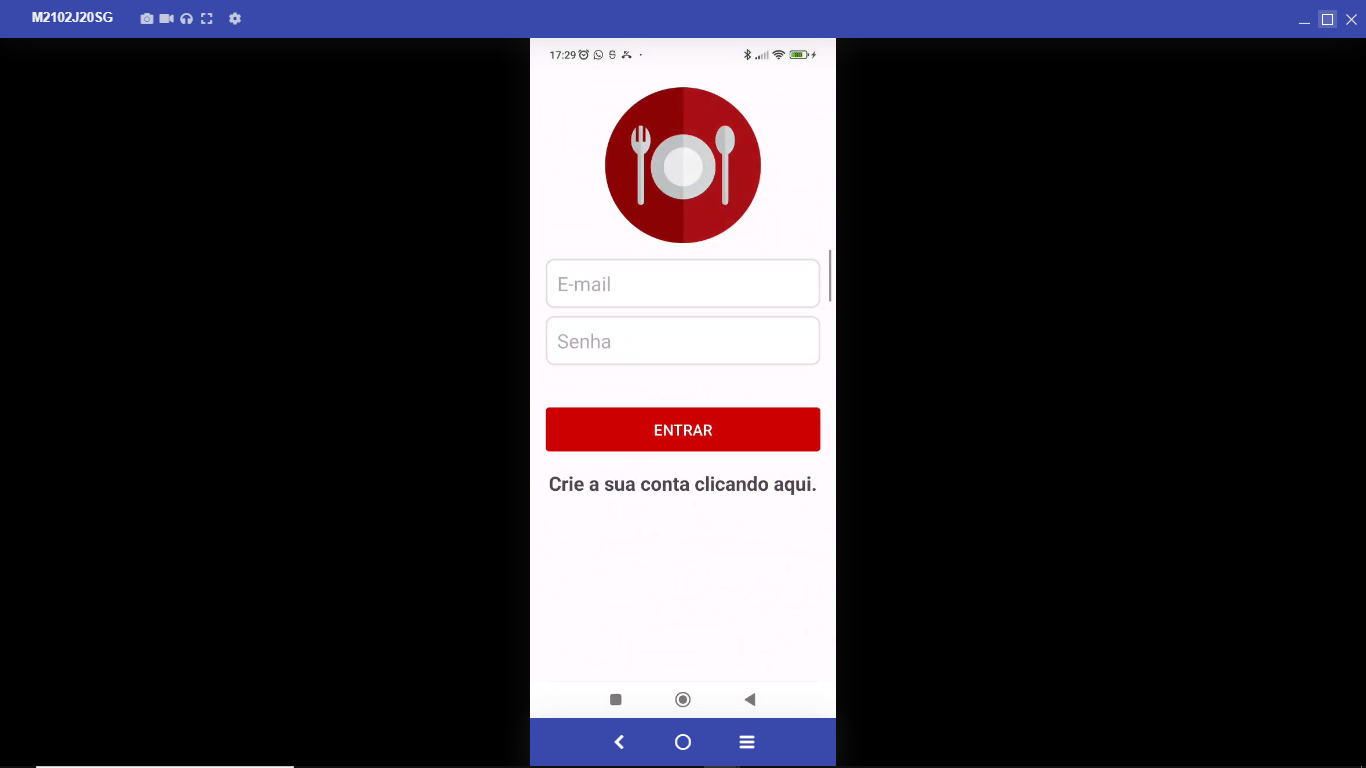 M2102J20SG
17:29
E-mail
Senha
ENTRAR
Crie a sua conta clicando aqui.